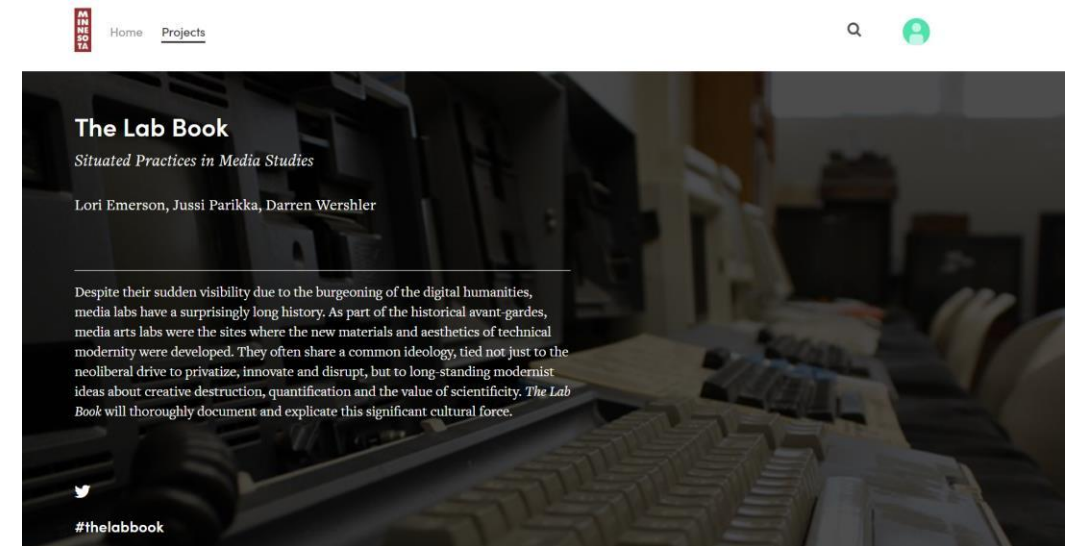 MINNESOTA
Home Projects
The Lab Book
Situated Practices in Media Studies
Lori Emerson, Jussi Parikka, Darren Wershler
Despite their sudden visibility due to the burgeoning of the digital humanities,
media labs have a surprisingly long history. As part of the historical avant-gardes,
media arts labs were the sites where the new materials and aesthetics of technical
modernity were developed. They often share a common ideology, tied not just to the
neoliberal drive to privatize, innovate and disrupt, but to long-standing modernist
ideas about creative destruction, quantification and the value of scientificity. The Lab
Book will thoroughly document and explicate this significant cultural force.
#thelabbook